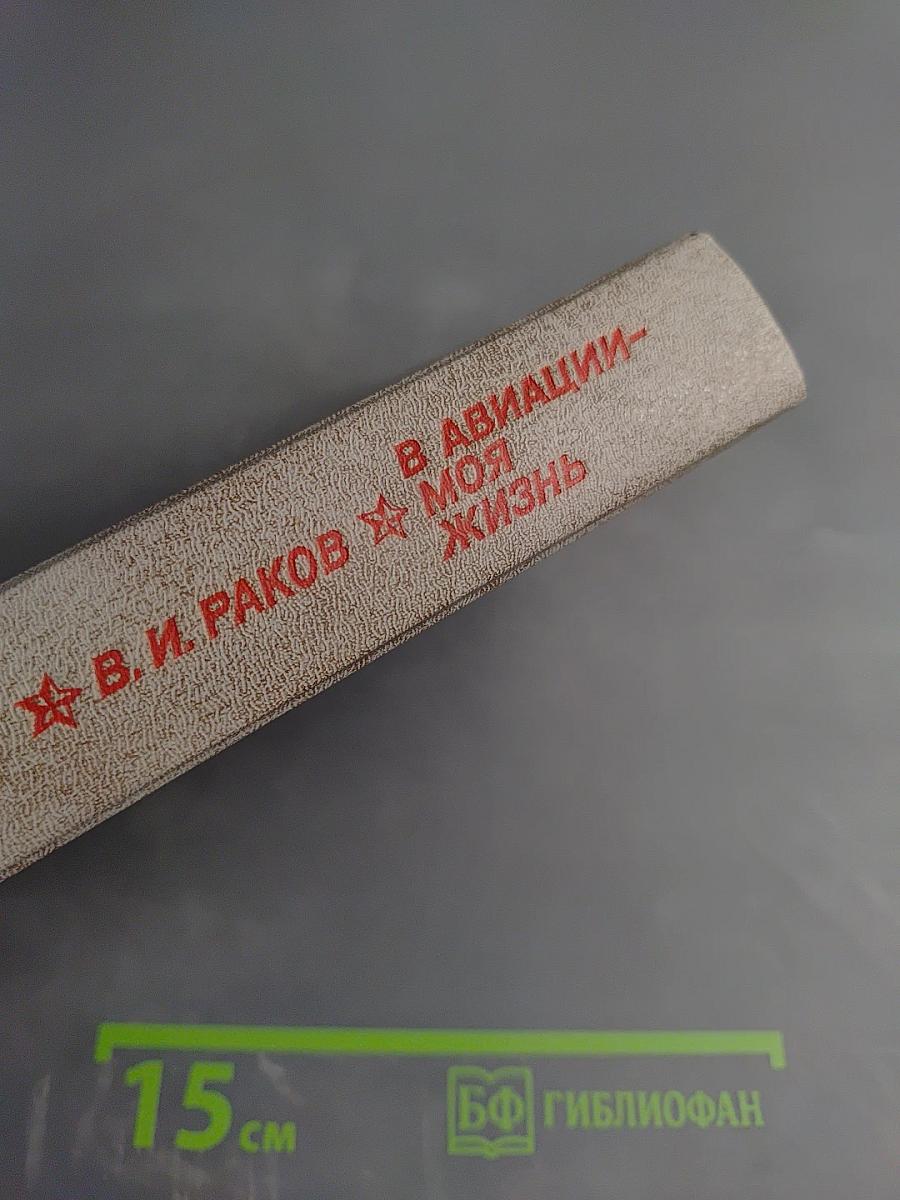 В. И. РАКОВ
В АВИАЦИИ-
МОЯ
ЖИЗНЬ
15 см
БФ ГИБЛИОФАН